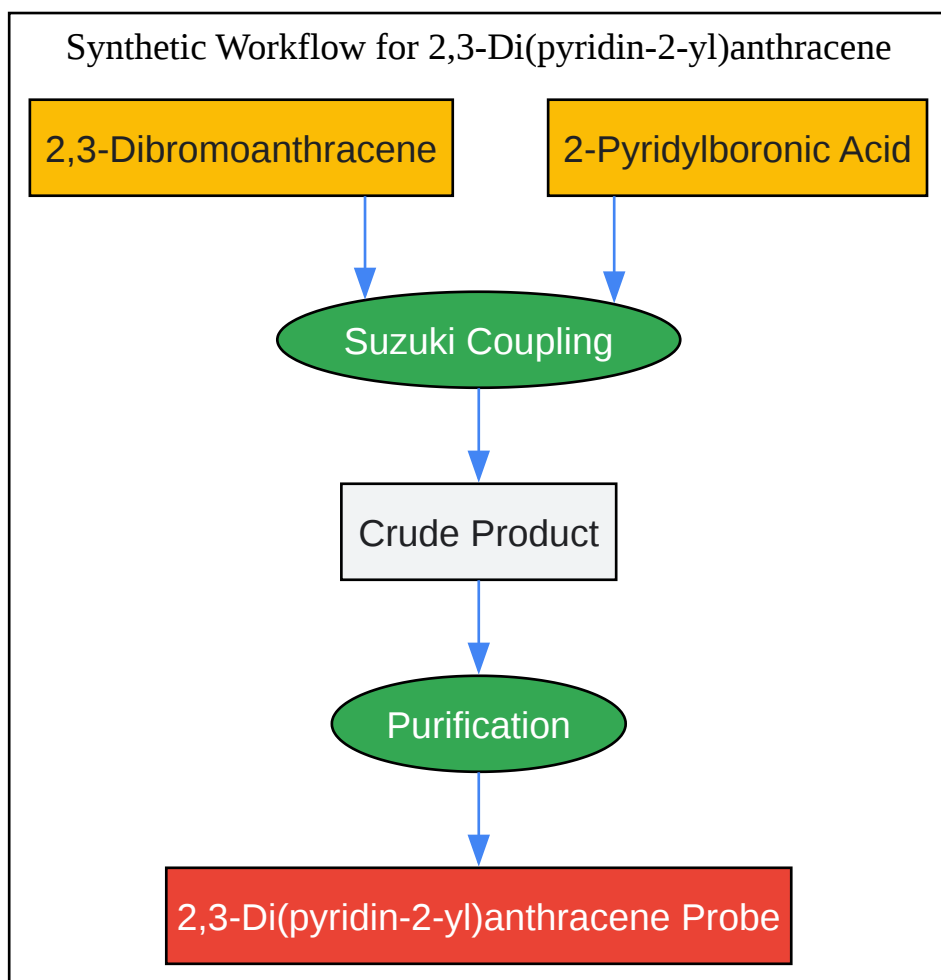 Synthetic Workflow for 2,3-Di(pyridin-2-yl)anthracene
2,3-Dibromoanthracene
2-Pyridylboronic Acid
Suzuki Coupling
Crude Product
Purification
2,3-Di(pyridin-2-yl)anthracene Probe